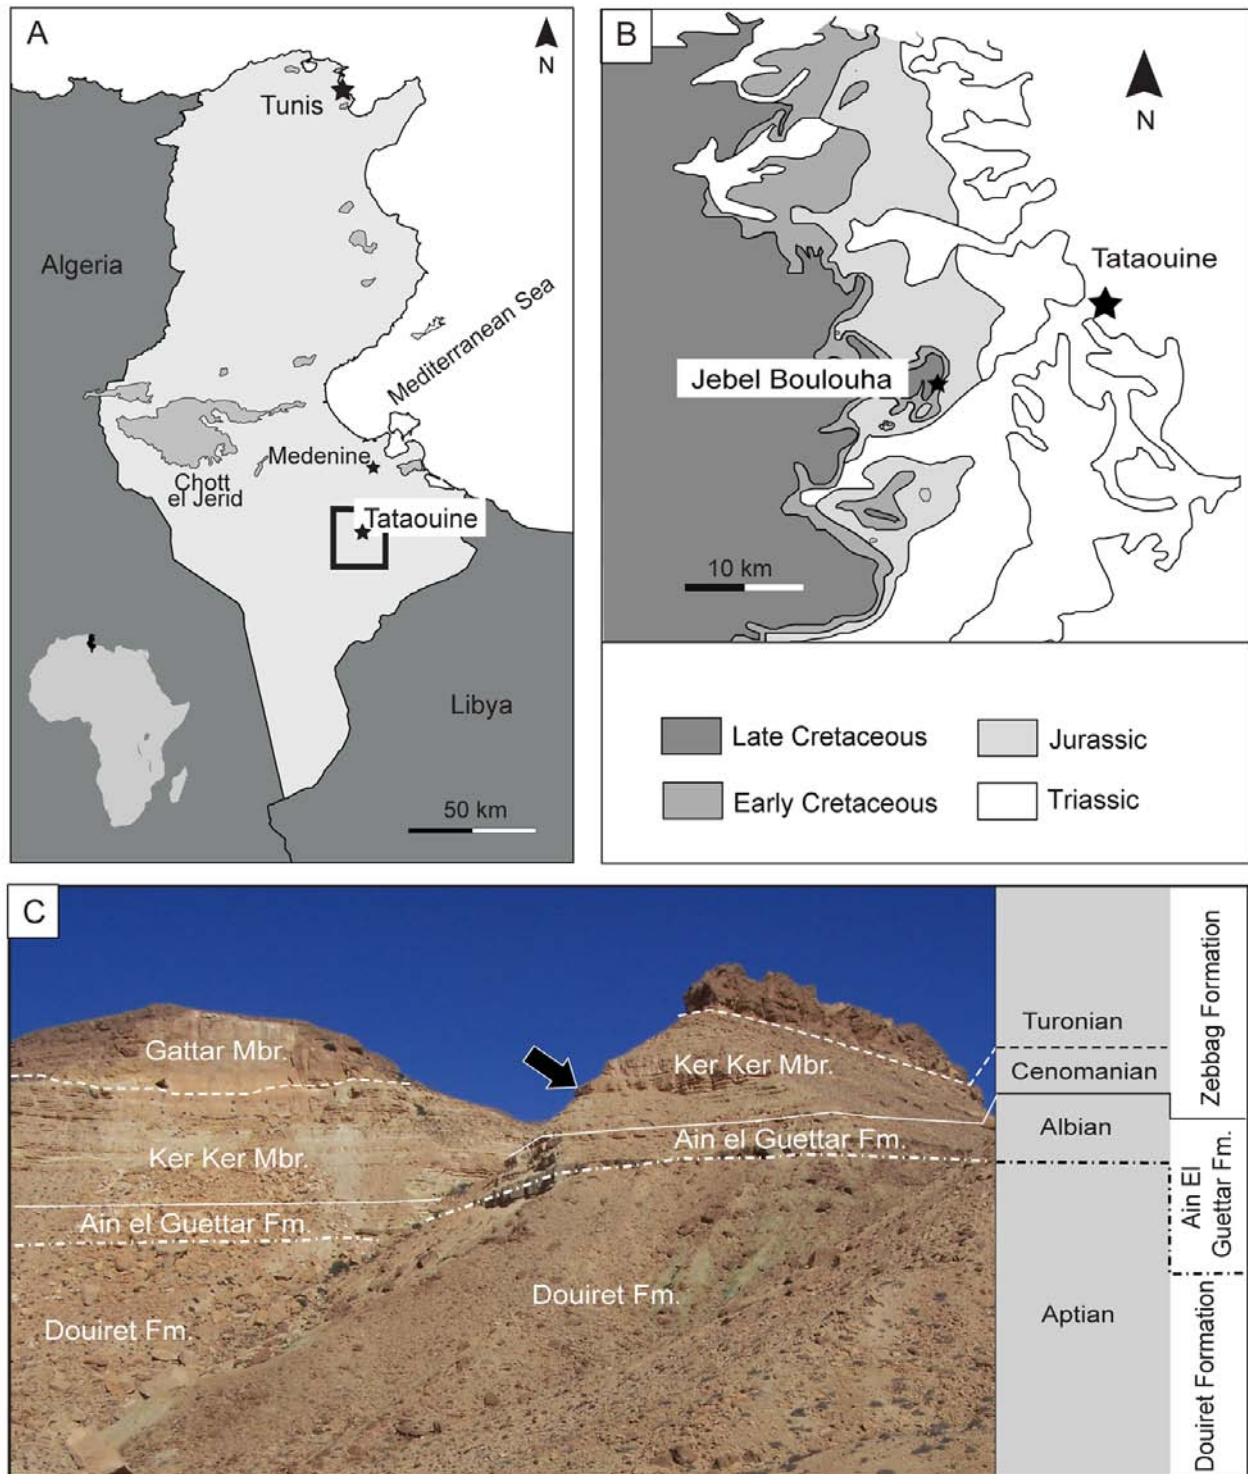 A
N
Tunis
Algeria
Mediterranean Sea
Medenine
Chott
el Jerid
Tataouine
Libya
50 km
B
N
Tataouine
Jebel Boulouha
10 km
Late Cretaceous
Jurassic
Early Cretaceous
Triassic
C
Gattar Mbr.
Ker Ker Mbr.
Ker Ker Mbr.
Ain el Guettar Fm.
Ain el Guettar Fm.
Douiret Fm.
Douiret Fm.
Turonian
Cenomanian
Albian
Aptian
Zebbag Formation
Ain El
Guettar Fm.
Douiret Formation